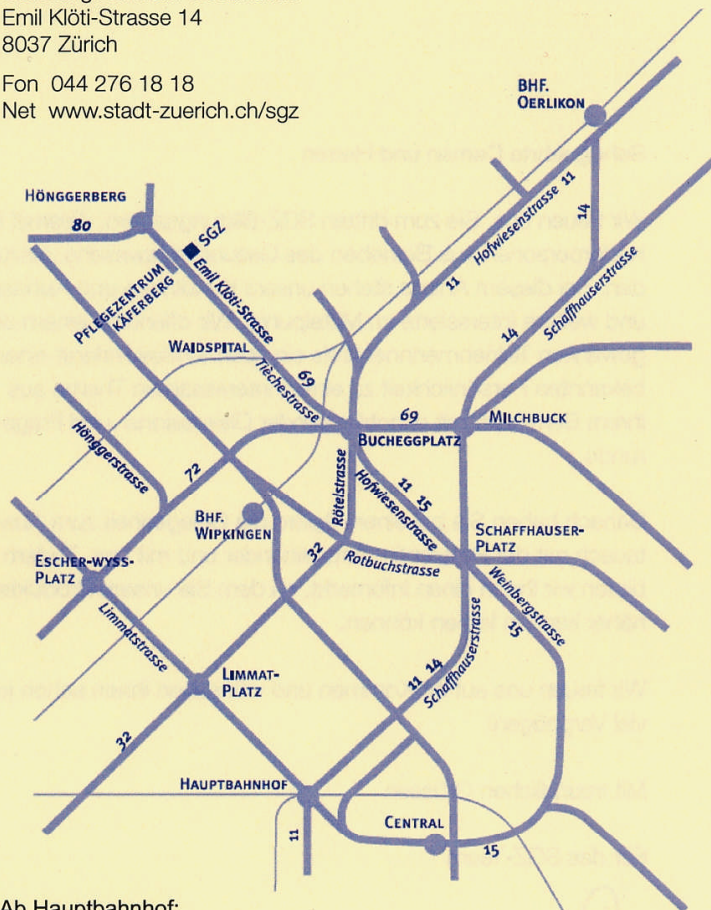 Emil Klöti-Strasse 14
8037 Zürich
Fon 044 276 18 18
Net www.stadt-zuerich.ch/sgz
BHF.
OERLIKON
14
Hofwiesenstrasse 11
11
HÖNGGERBERG
80
SGZ
Emil Klöti-Strasse
PFLEGEZENTRUM
KÄFERBERG
14
Schaffhauserstrasse
WAIDSPITAL
Tièchestrasse
69
69
MILCHBUCK
BUCHEGGPLATZ
Hönggerstrasse
72
Rötelstrasse
Hofwiesenstrasse
11 15
BHF.
WIPKINGEN
32
Rotbuchstrasse
SCHAFFHAUSER-
PLATZ
ESCHER-WYSS-
PLATZ
Weinbergstrasse
15
Limmatstrasse
LIMMAT-
PLATZ
11 14
Schaffhauserstrasse
32
HAUPTBAHNHOF
11
CENTRAL
15
Ab Hauptbahnhof: